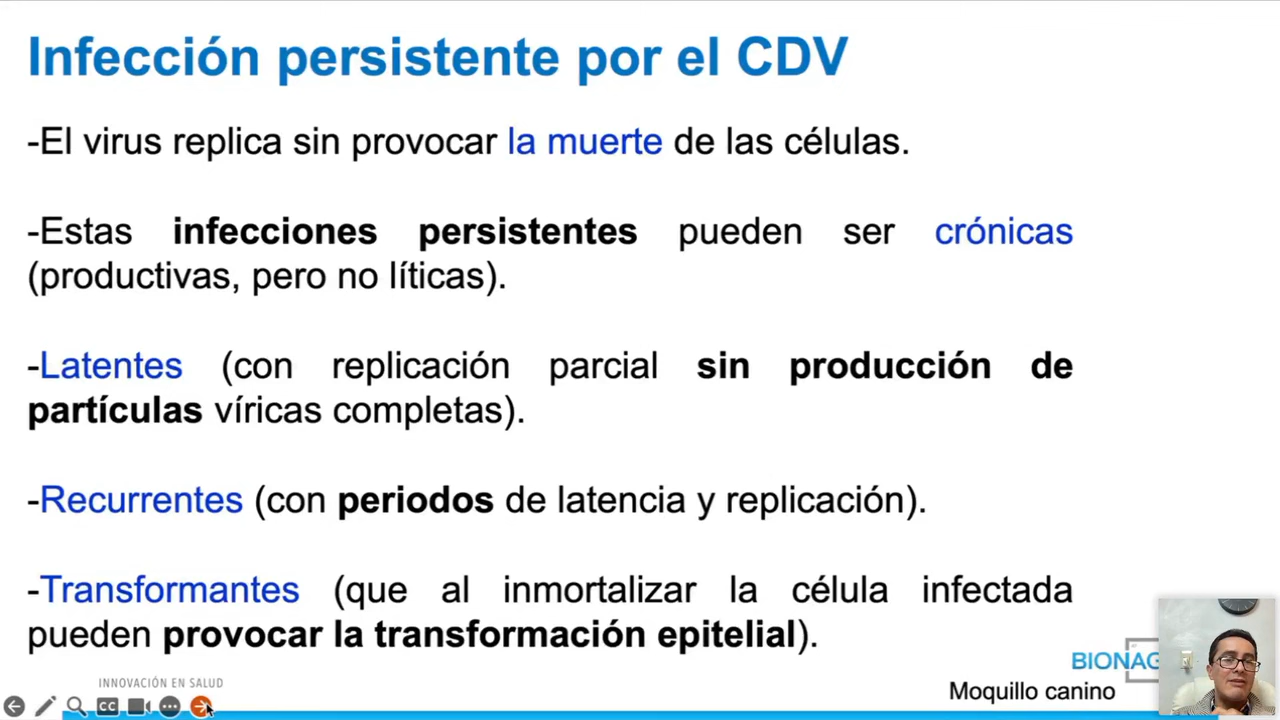 Infección persistente por el CDV
-El virus replica sin provocar la muerte de las células.
-Estas infecciones persistentes pueden ser crónicas
(productivas, pero no líticas).
-Latentes (con replicación parcial sin producción de
partículas víricas completas).
-Recurrentes (con periodos de latencia y replicación).
-Transformantes (que al inmortalizar la célula infectada
pueden provocar la transformación epitelial).
BIONAG
INNOVACIÓN EN SALUD
Moquillo canino
CC